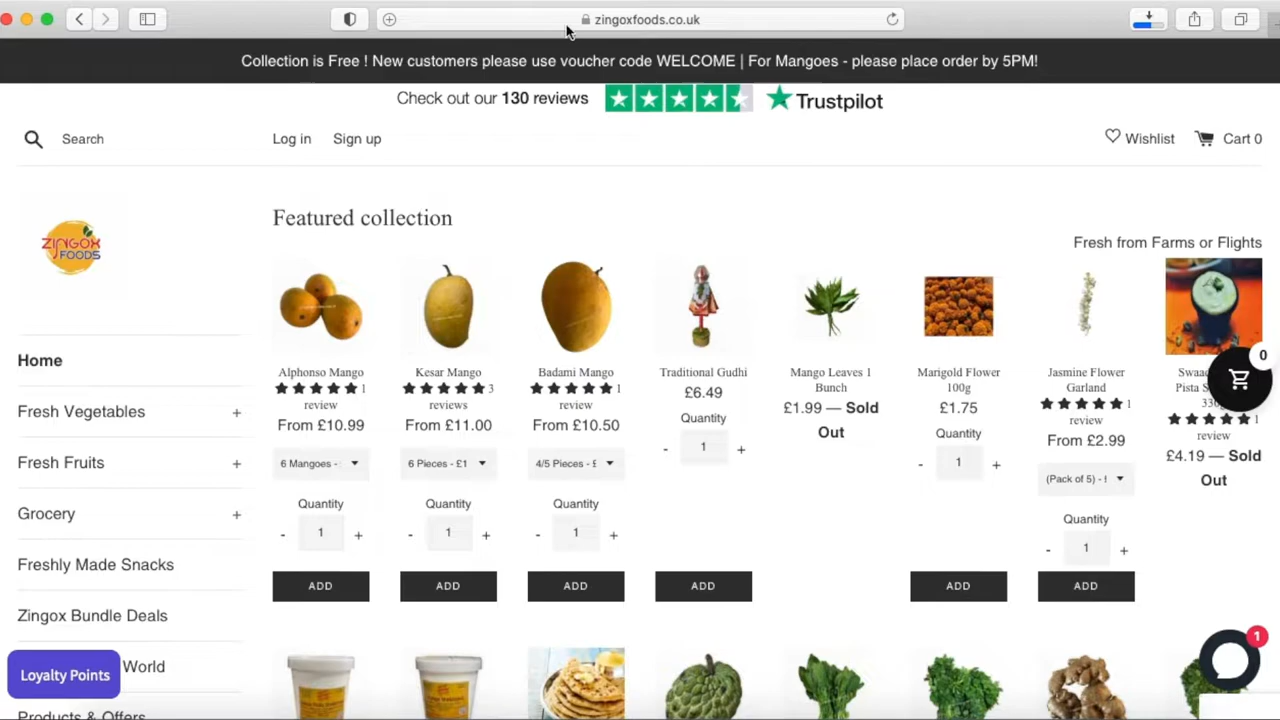 zingoxfoods.co.uk
Collection is Free ! New customers please use voucher code WELCOME | For Mangoes - please place order by 5PM!
Check out our 130 reviews
Trustpilot
Search
Log in
Sign up
Wishlist
Cart 0
ZINGOX
FOODS
Home
Fresh Vegetables +
Fresh Fruits +
Grocery +
Freshly Made Snacks
Zingox Bundle Deals
World
Products & Offers
Loyalty Points
Featured collection
Fresh from Farms or Flights
Alphonso Mango
1
review
From £10.99
6 Mangoes -
Quantity
- 1 +
ADD
Kesar Mango
3
reviews
From £11.00
6 Pieces - £1
Quantity
- 1 +
ADD
Badami Mango
1
review
From £10.50
4/5 Pieces - £
Quantity
- 1 +
ADD
Traditional Gudhi
£6.49
Quantity
- 1 +
ADD
Mango Leaves 1
Bunch
£1.99 — Sold
Out
Marigold Flower
100g
£1.75
Quantity
- 1 +
ADD
Jasmine Flower
Garland
1
review
From £2.99
(Pack of 5) - £
Quantity
- 1 +
ADD
Pista
1
review
£4.19 — Sold
Out
0
1